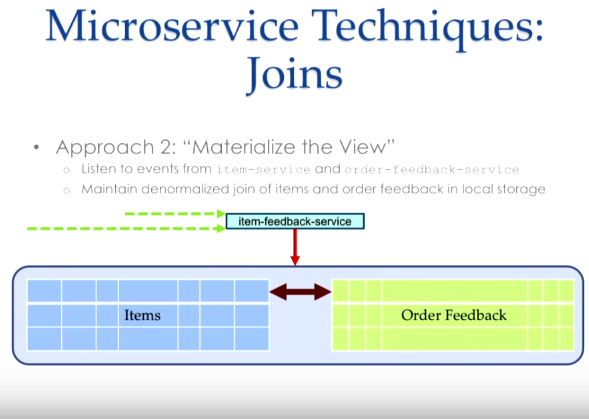 Microservice Techniques:
Joins
• Approach 2: “Materialize the View”
o Listen to events from item-service and order-feedback-service
o Maintain denormalized join of items and order feedback in local storage
item-feedback-service
Items
Order Feedback